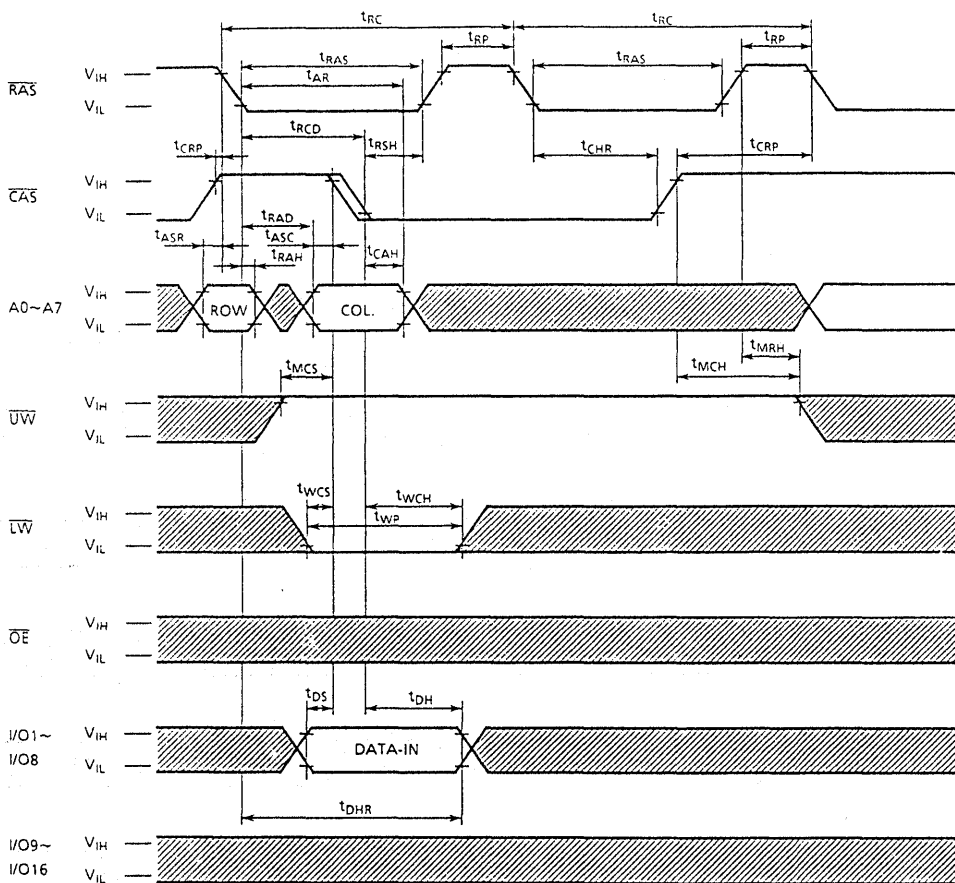 tRC tRC
tRP tRP
tRAS tRAS
tAR
RAS VIH
VIL
tRCD
tCRP tRSH tCHR tCRP
CAS VIH
VIL
tRAD
tASR tASC
tRAH tCAH
A0~A7 VIH
ROW COL.
VIL
tMRH
tMCS tMCH
UW VIH
VIL
tWCS tWCH
tWP
LW VIH
VIL
OE VIH
VIL
tDS tDH
I/O1~ VIH
DATA-IN
I/O8 VIL
tDHR
I/O9~ VIH
I/O16 VIL